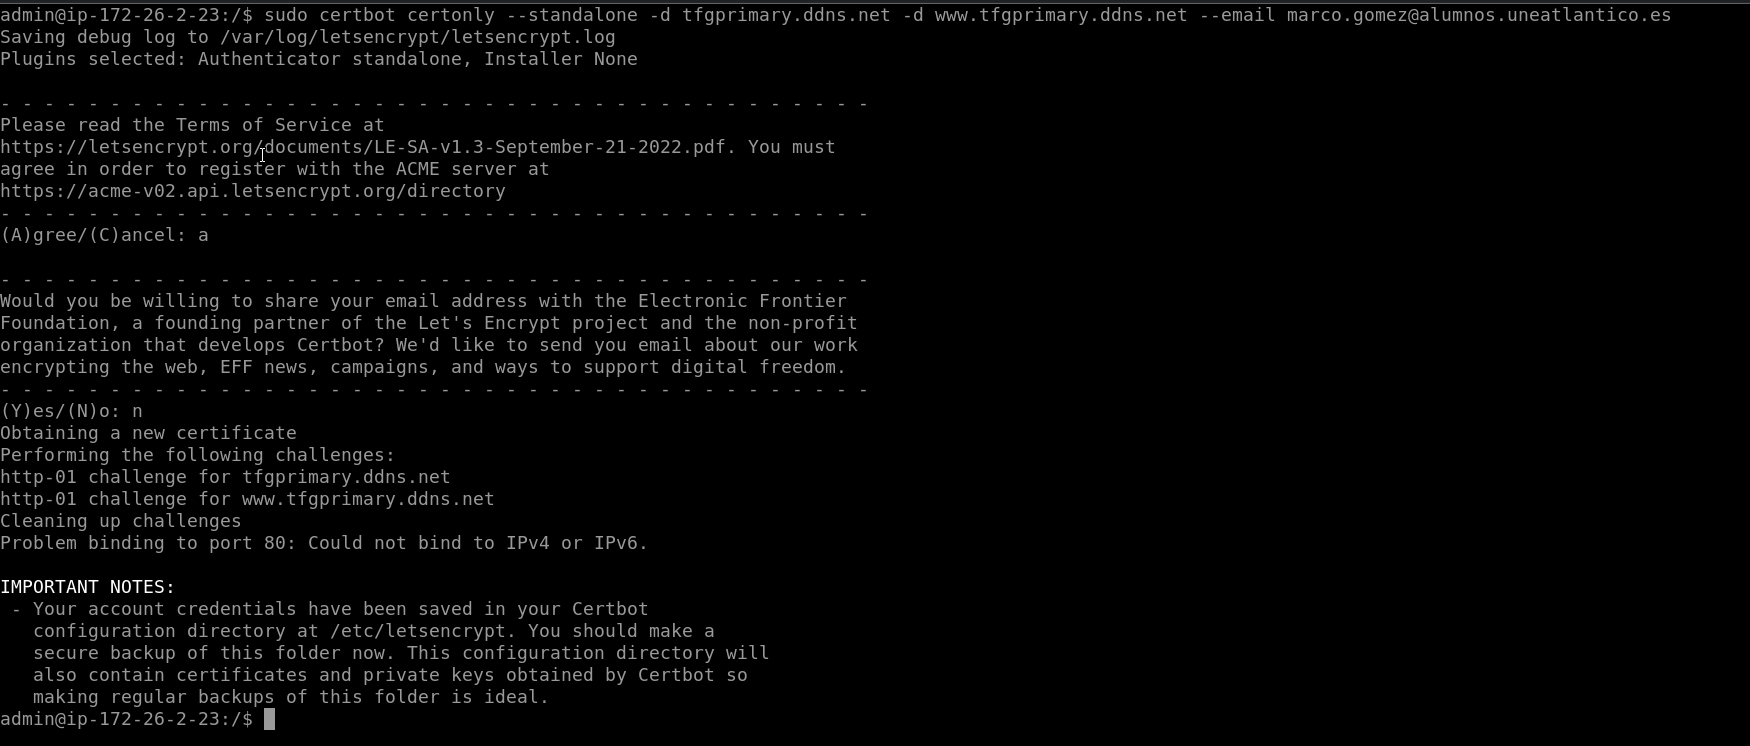 admin@ip-172-26-2-23:/$ sudo certbot certonly --standalone -d tfgprimary.ddns.net -d www.tfgprimary.ddns.net --email marco.gomez@alumnos.uneatlantico.es
Saving debug log to /var/log/letsencrypt/letsencrypt.log
Plugins selected: Authenticator standalone, Installer None
- - - - - - - - - - - - - - - - - - - - - - - - - - - - - - - - - - - - - - - -
Please read the Terms of Service at
https://letsencrypt.org/documents/LE-SA-v1.3-September-21-2022.pdf. You must
agree in order to register with the ACME server at
https://acme-v02.api.letsencrypt.org/directory
- - - - - - - - - - - - - - - - - - - - - - - - - - - - - - - - - - - - - - - -
(A)gree/(C)ancel: a
- - - - - - - - - - - - - - - - - - - - - - - - - - - - - - - - - - - - - - - -
Would you be willing to share your email address with the Electronic Frontier
Foundation, a founding partner of the Let's Encrypt project and the non-profit
organization that develops Certbot? We'd like to send you email about our work
encrypting the web, EFF news, campaigns, and ways to support digital freedom.
- - - - - - - - - - - - - - - - - - - - - - - - - - - - - - - - - - - - - - - -
(Y)es/(N)o: n
Obtaining a new certificate
Performing the following challenges:
http-01 challenge for tfgprimary.ddns.net
http-01 challenge for www.tfgprimary.ddns.net
Cleaning up challenges
Problem binding to port 80: Could not bind to IPv4 or IPv6.
IMPORTANT NOTES:
- Your account credentials have been saved in your Certbot
configuration directory at /etc/letsencrypt. You should make a
secure backup of this folder now. This configuration directory will
also contain certificates and private keys obtained by Certbot so
making regular backups of this folder is ideal.
admin@ip-172-26-2-23:/$